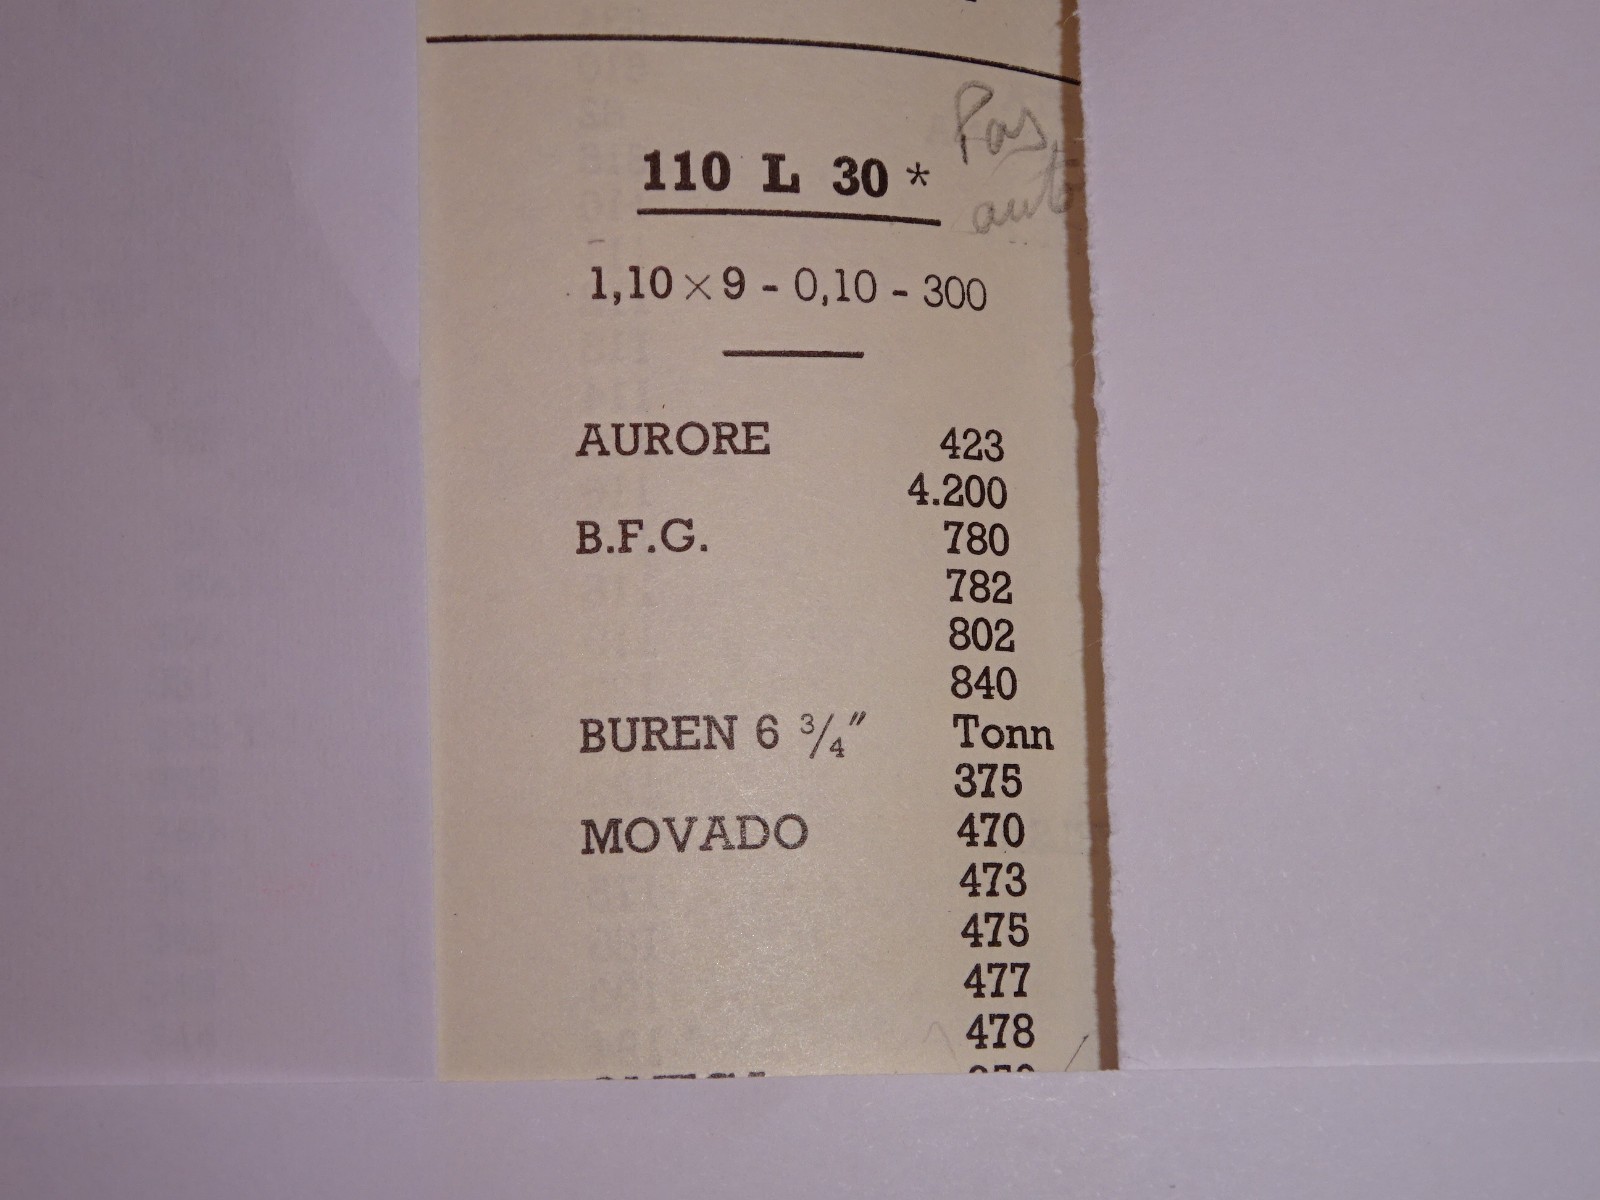 Pas
110 L 30 *
aut
1,10 × 9 - 0,10 - 300
AURORE 423
4.200
B.F.G. 780
782
802
840
BUREN 6 3/4″ Tonn
375
MOVADO 470
473
475
477
478